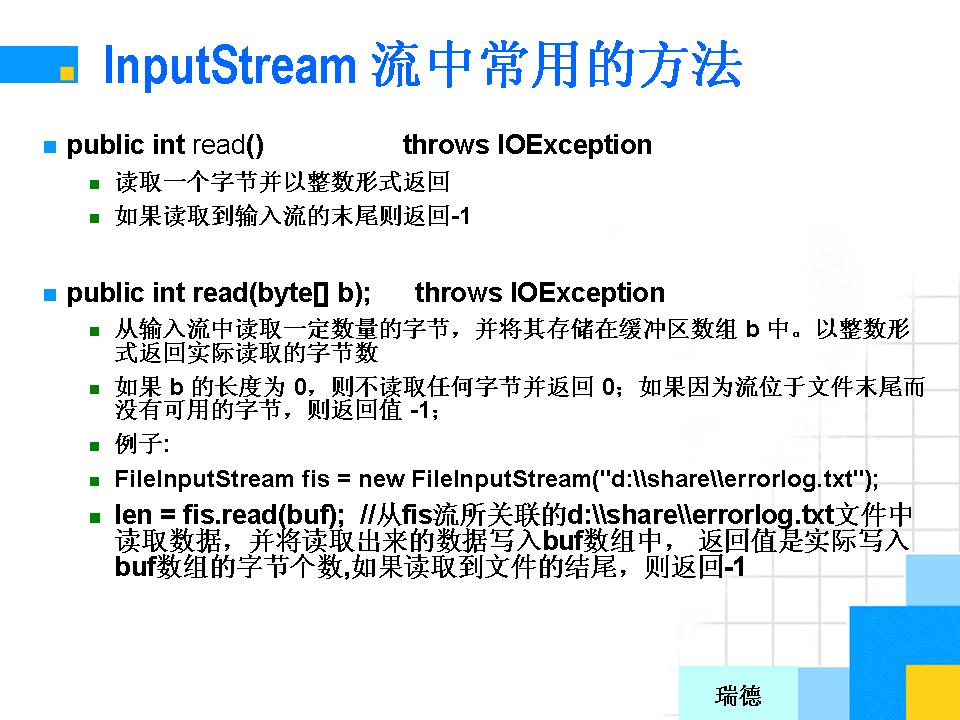 InputStream 流中常用的方法
public int read() throws IOException
读取一个字节并以整数形式返回
如果读取到输入流的末尾则返回-1
public int read(byte[] b); throws IOException
从输入流中读取一定数量的字节，并将其存储在缓冲区数组 b 中。以整数形
式返回实际读取的字节数
如果 b 的长度为 0，则不读取任何字节并返回 0；如果因为流位于文件末尾而
没有可用的字节，则返回值 -1；
例子:
FileInputStream fis = new FileInputStream("d:\\share\\errorlog.txt");
len = fis.read(buf); //从fis流所关联的d:\\share\\errorlog.txt文件中
读取数据，并将读取出来的数据写入buf数组中， 返回值是实际写入
buf数组的字节个数,如果读取到文件的结尾，则返回-1
瑞德